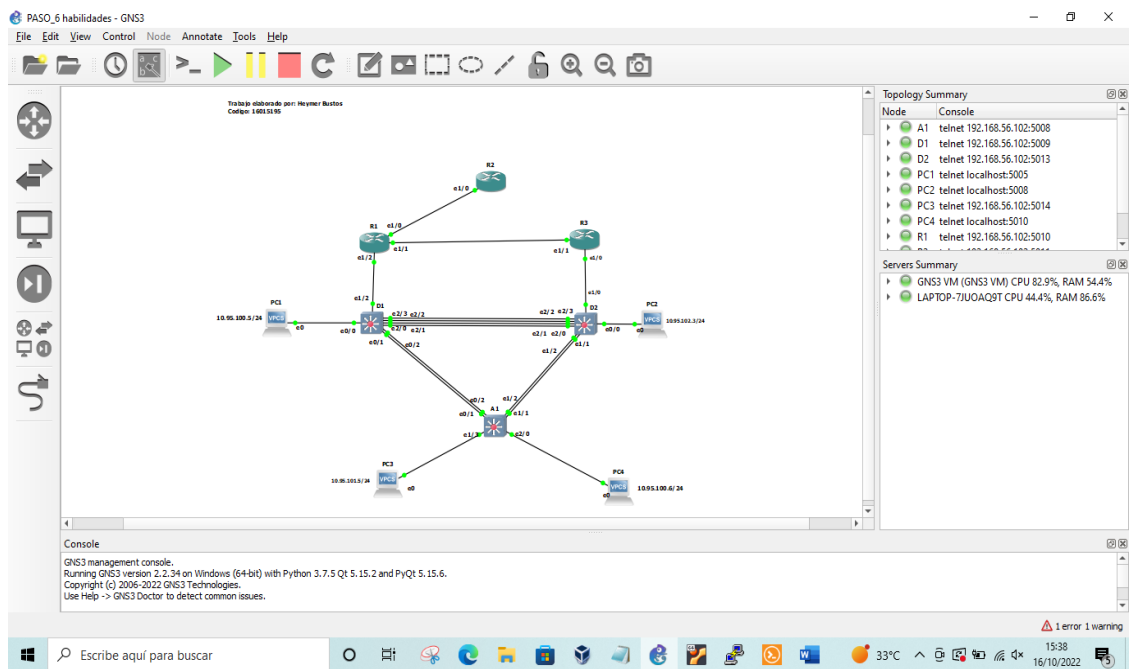 PASO_6 habilidades - GNS3
File Edit View Control Node Annotate Tools Help
Trabajo elaborado por: Heymer Bustos
Codigo: 16015195
R2
e1/0
R1 e1/0
e1/1
e1/2
R3
e1/1
e1/0
e1/2
D1
e1/0
D2
PC1
10.95.100.5/24
e0
e0/0
e2/3 e2/2
e2/0 e2/1
e0/1
e0/2
e2/2 e2/3
e2/1 e2/0
e1/2
e1/1
e0/0
e0
PC2
10.95.102.3/24
e0/2
e0/1
A1
e1/2
e1/1
e1/3
e2/0
PC3
10.95.101.5/24
e0
PC4
e0
10.95.100.6/24
Topology Summary
Node Console
A1 telnet 192.168.56.102:5008
D1 telnet 192.168.56.102:5009
D2 telnet 192.168.56.102:5013
PC1 telnet localhost:5005
PC2 telnet localhost:5008
PC3 telnet 192.168.56.102:5014
PC4 telnet localhost:5010
R1 telnet 192.168.56.102:5010
Servers Summary
GNS3 VM (GNS3 VM) CPU 82.9%, RAM 54.4%
LAPTOP-7JUOAQ9T CPU 44.4%, RAM 86.6%
Console
GNS3 management console.
Running GNS3 version 2.2.34 on Windows (64-bit) with Python 3.7.5 Qt 5.15.2 and PyQt 5.15.6.
Copyright (c) 2006-2022 GNS3 Technologies.
Use Help -> GNS3 Doctor to detect common issues.
1 error 1 warning
Escribe aquí para buscar
33°C
15:38
16/10/2022